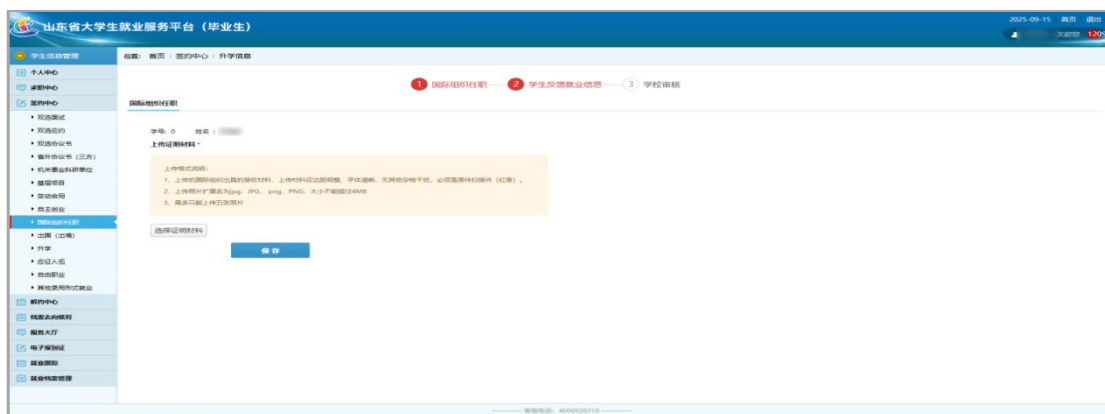 山东省大学生就业服务平台（毕业生）
2025-09-15 首页 退出
欢迎您 1209
学生信息管理
位置： 首页 › 签约中心 › 升学信息
个人中心
求职中心
签约中心
双选面试
双选应约
双选协议书
省外协议书（三方）
机关事业科研单位
基层项目
劳动合同
自主创业
国际组织任职
出国（出境）
升学
应征入伍
自由职业
其他录用形式就业
解约中心
档案去向核对
服务大厅
电子报到证
就业跟踪
就业档案管理
1 国际组织任职 2 学生反馈就业信息 3 学校审核
国际组织任职
学号：0 姓名：
上传证明材料 *
上传格式说明：
1、上传的国际组织出具的接收材料，上传材料应边距规整、字体清晰、无其他杂物干扰，必须是原件扫描件（红章）。
2、上传照片扩展名为jpg、JPG、png、PNG，大小不能超过4MB
3、最多只能上传五张照片
选择证明材料
保 存
客服电话：4000028218